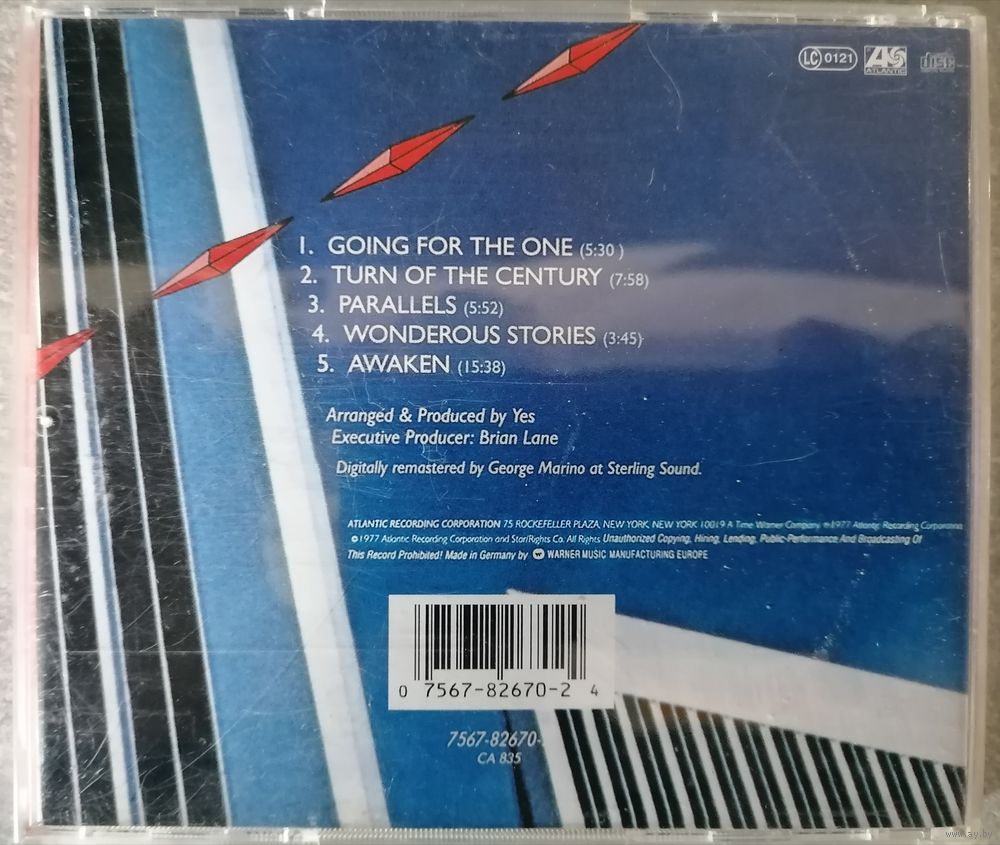 LC 0121
ATLANTIC
1. GOING FOR THE ONE (5:30 )
2. TURN OF THE CENTURY (7:58)
3. PARALLELS (5:52)
4. WONDEROUS STORIES (3:45)
5. AWAKEN (15:38)
Arranged & Produced by Yes
Executive Producer: Brian Lane
Digitally remastered by George Marino at Sterling Sound.
ATLANTIC RECORDING CORPORATION 75 ROCKEFELLER PLAZA, NEW YORK, NEW YORK 10019 A Time Warner Company ℗1977 Atlantic Recording Corporation
©1977 Atlantic Recording Corporation and Star/Rights Co. All Rights Unauthorized Copying, Hiring, Lending, Public-Performance And Broadcasting Of
This Record Prohibited! Made in Germany by WARNER MUSIC MANUFACTURING EUROPE
0 7567-82670-2 4
7567-82670-
CA 835
www.ay.by